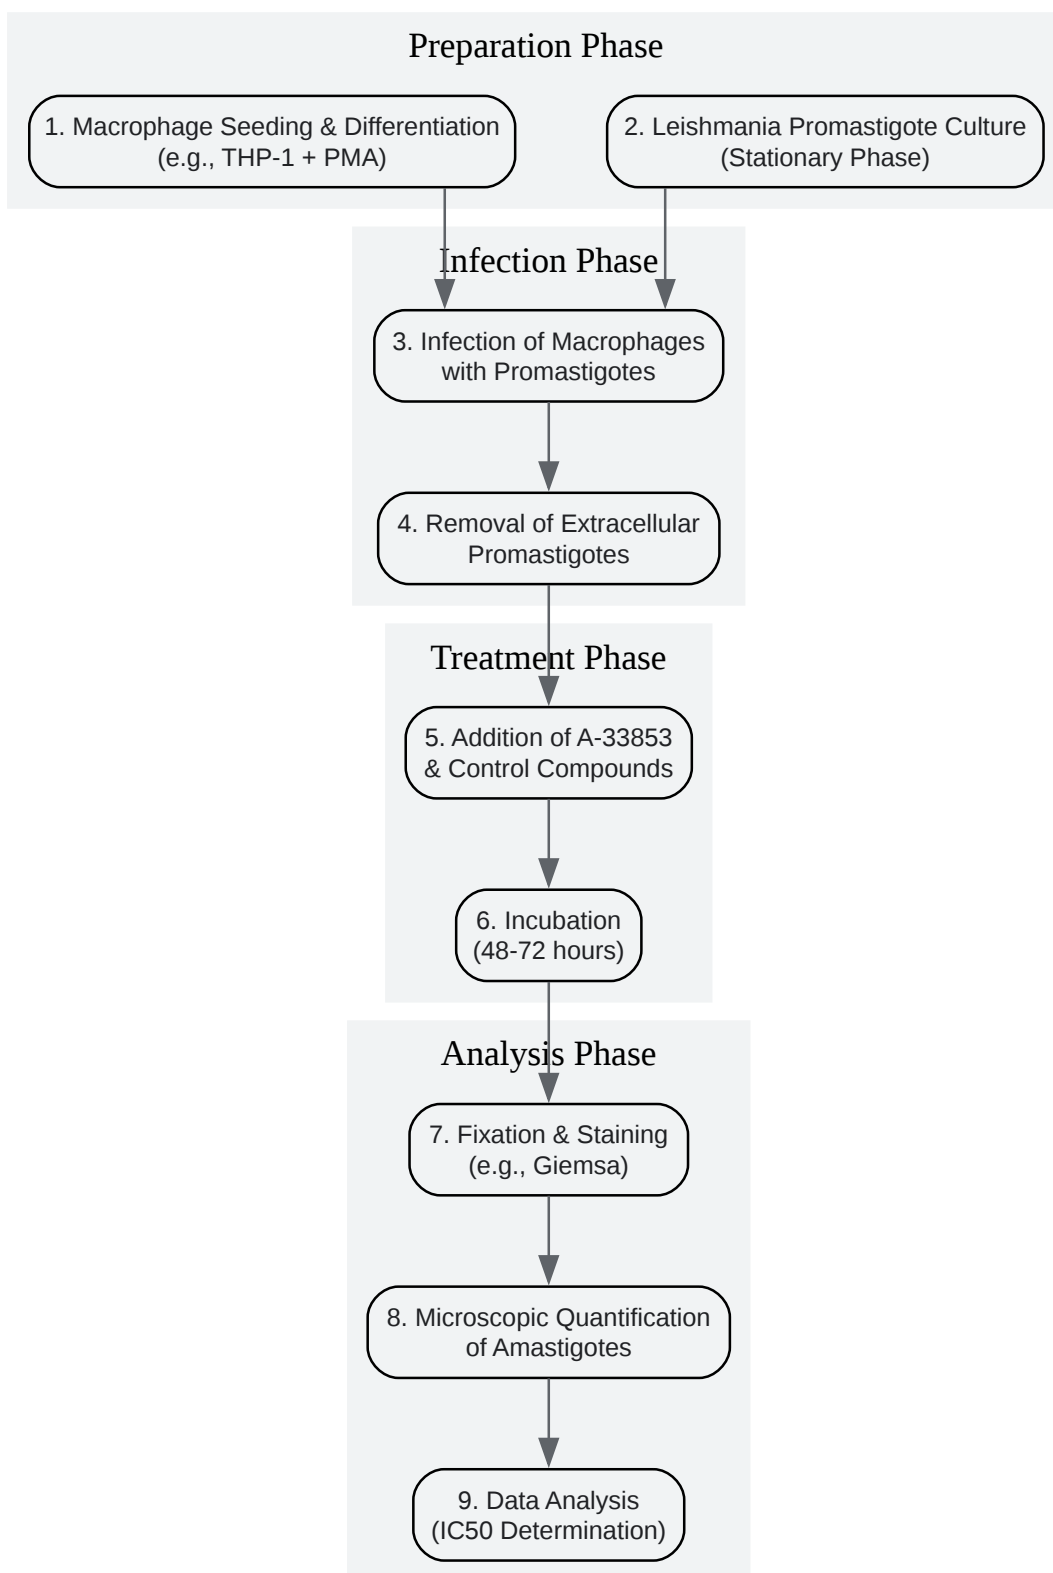 Preparation Phase
1. Macrophage Seeding & Differentiation
(e.g., THP-1 + PMA)
2. Leishmania Promastigote Culture
(Stationary Phase)
Infection Phase
3. Infection of Macrophages
with Promastigotes
4. Removal of Extracellular
Promastigotes
Treatment Phase
5. Addition of A-33853
& Control Compounds
6. Incubation
(48-72 hours)
Analysis Phase
7. Fixation & Staining
(e.g., Giemsa)
8. Microscopic Quantification
of Amastigotes
9. Data Analysis
(IC50 Determination)